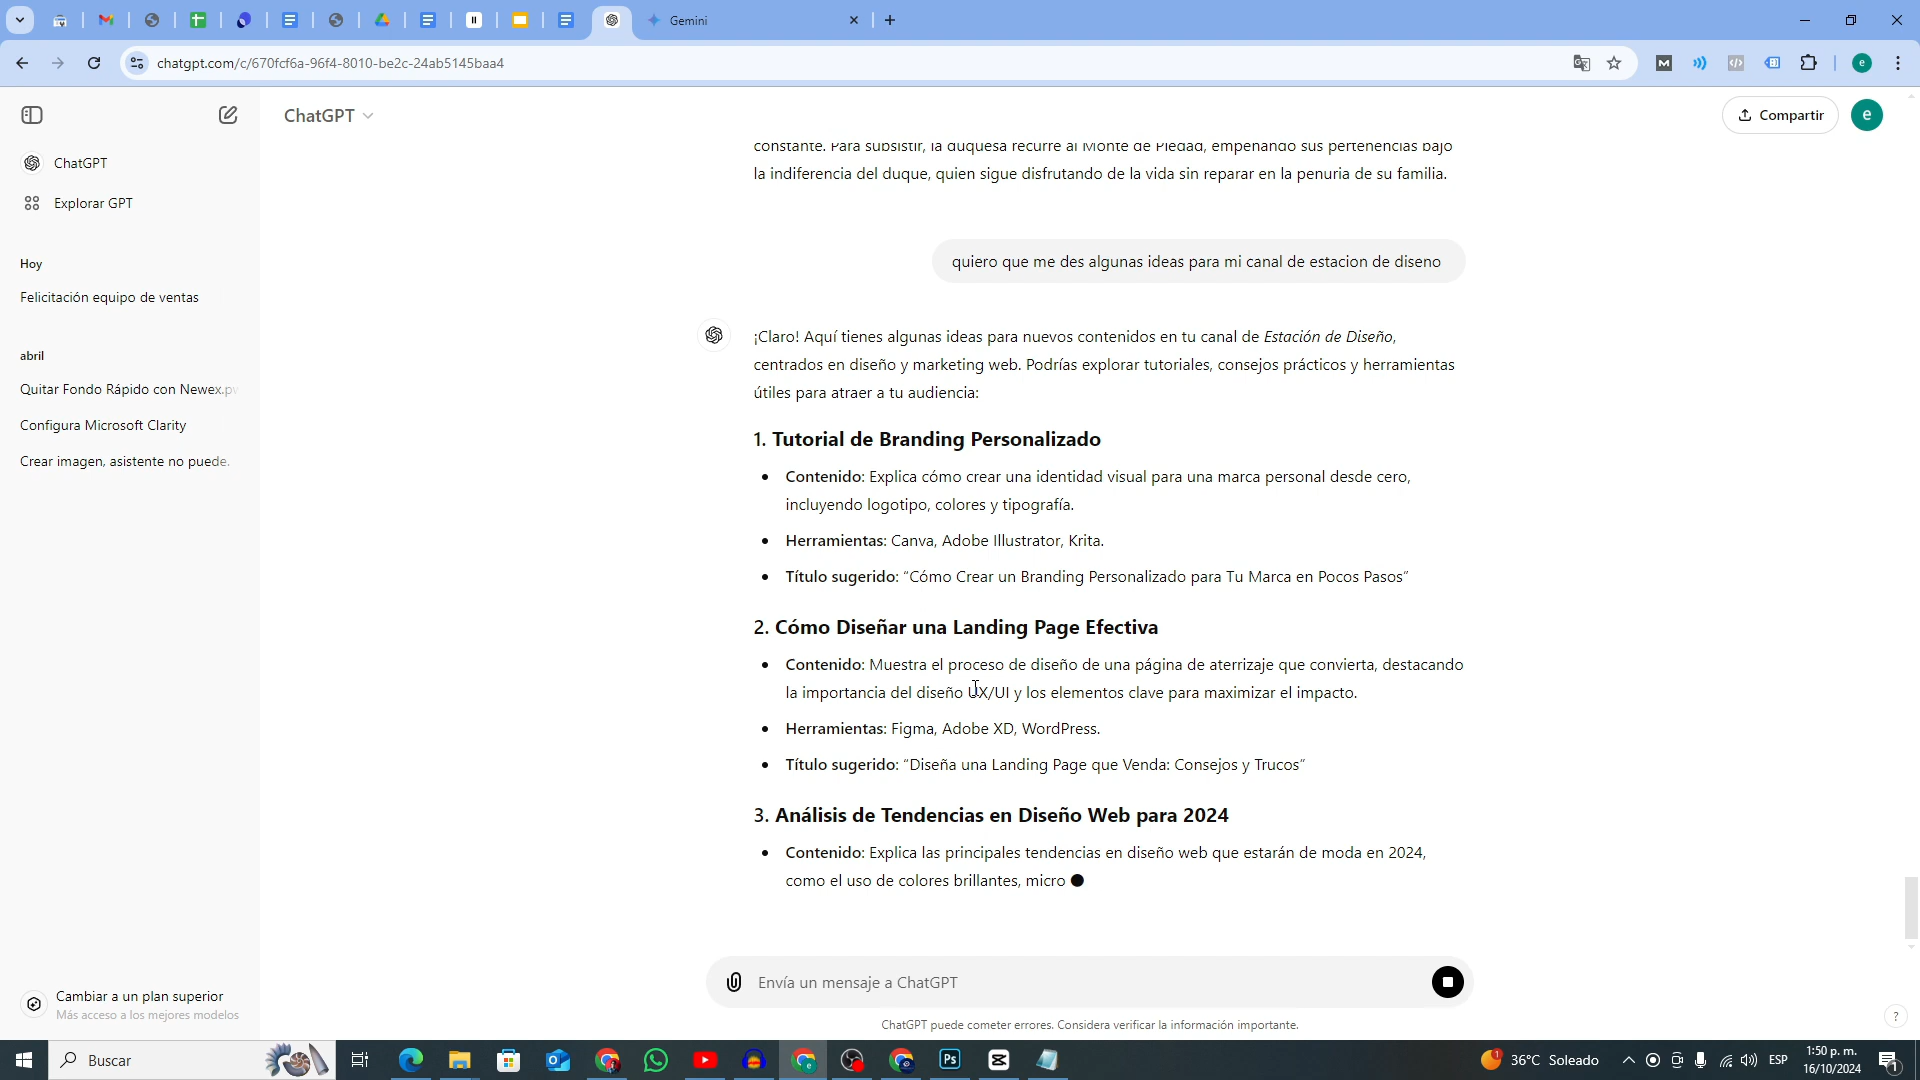 Gemini
chatgpt.com/c/670fcf6a-96f4-8010-be2c-24ab5145baa4
ChatGPT
Compartir
e
ChatGPT
Explorar GPT
Hoy
Felicitación equipo de ventas
abril
Quitar Fondo Rápido con Newex.pw
Configura Microsoft Clarity
Crear imagen, asistente no puede.
constante. Para subsistir, la duquesa recurre al Monte de Piedad, empeñando sus pertenencias bajo
la indiferencia del duque, quien sigue disfrutando de la vida sin reparar en la penuria de su familia.
quiero que me des algunas ideas para mi canal de estacion de diseno
¡Claro! Aquí tienes algunas ideas para nuevos contenidos en tu canal de Estación de Diseño,
centrados en diseño y marketing web. Podrías explorar tutoriales, consejos prácticos y herramientas
útiles para atraer a tu audiencia:
1. Tutorial de Branding Personalizado
• Contenido: Explica cómo crear una identidad visual para una marca personal desde cero,
incluyendo logotipo, colores y tipografía.
• Herramientas: Canva, Adobe Illustrator, Krita.
• Título sugerido: “Cómo Crear un Branding Personalizado para Tu Marca en Pocos Pasos”
2. Cómo Diseñar una Landing Page Efectiva
• Contenido: Muestra el proceso de diseño de una página de aterrizaje que convierta, destacando
la importancia del diseño UX/UI y los elementos clave para maximizar el impacto.
• Herramientas: Figma, Adobe XD, WordPress.
• Título sugerido: “Diseña una Landing Page que Venda: Consejos y Trucos”
3. Análisis de Tendencias en Diseño Web para 2024
• Contenido: Explica las principales tendencias en diseño web que estarán de moda en 2024,
como el uso de colores brillantes, micro
Envía un mensaje a ChatGPT
ChatGPT puede cometer errores. Considera verificar la información importante.
?
Cambiar a un plan superior
Más acceso a los mejores modelos
Buscar
Ps
1
36°C Soleado
ESP
1:50 p. m.
16/10/2024
1